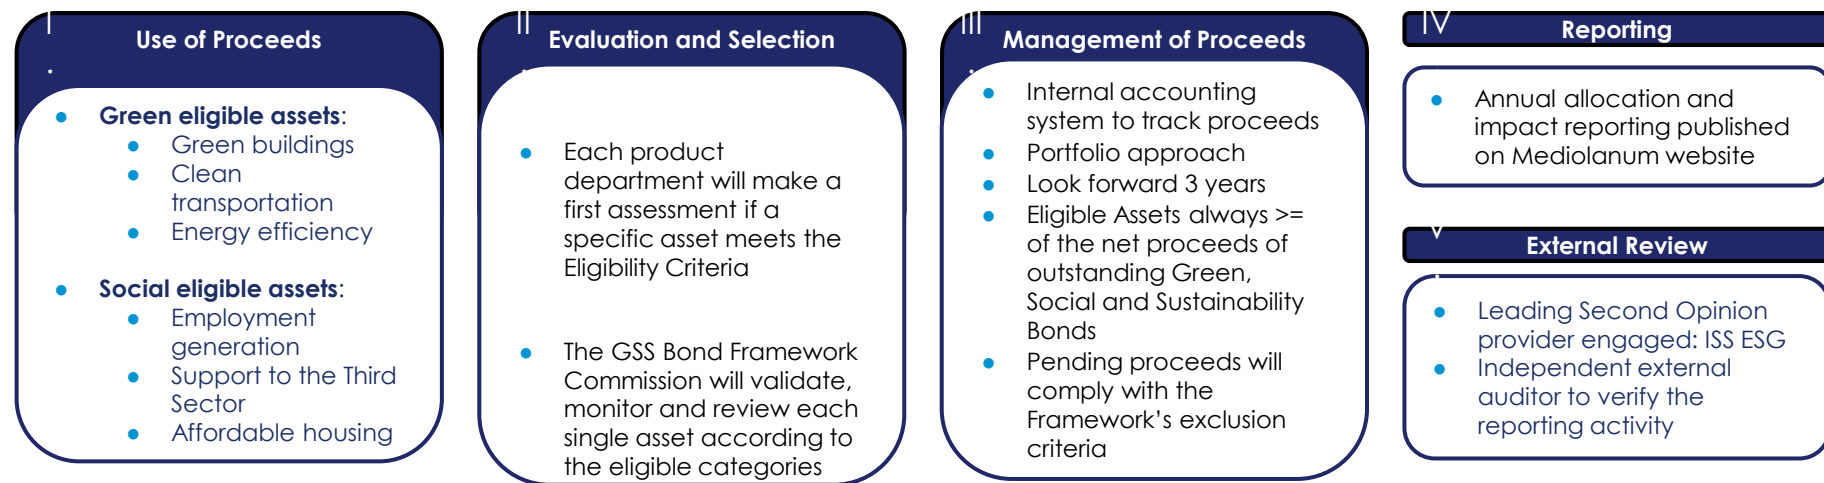 I
.
Use of Proceeds
● Green eligible assets:
● Green buildings
● Clean
transportation
● Energy efficiency
● Social eligible assets:
● Employment
generation
● Support to the Third
Sector
● Affordable housing
II
.
Evaluation and Selection
● Each product
department will make a
first assessment if a
specific asset meets the
Eligibility Criteria
● The GSS Bond Framework
Commission will validate,
monitor and review each
single asset according to
the eligible categories
III
.
Management of Proceeds
● Internal accounting
system to track proceeds
● Portfolio approach
● Look forward 3 years
● Eligible Assets always >=
of the net proceeds of
outstanding Green,
Social and Sustainability
Bonds
● Pending proceeds will
comply with the
Framework’s exclusion
criteria
IV
Reporting
● Annual allocation and
impact reporting published
on Mediolanum website
V
.
External Review
● Leading Second Opinion
provider engaged: ISS ESG
● Independent external
auditor to verify the
reporting activity